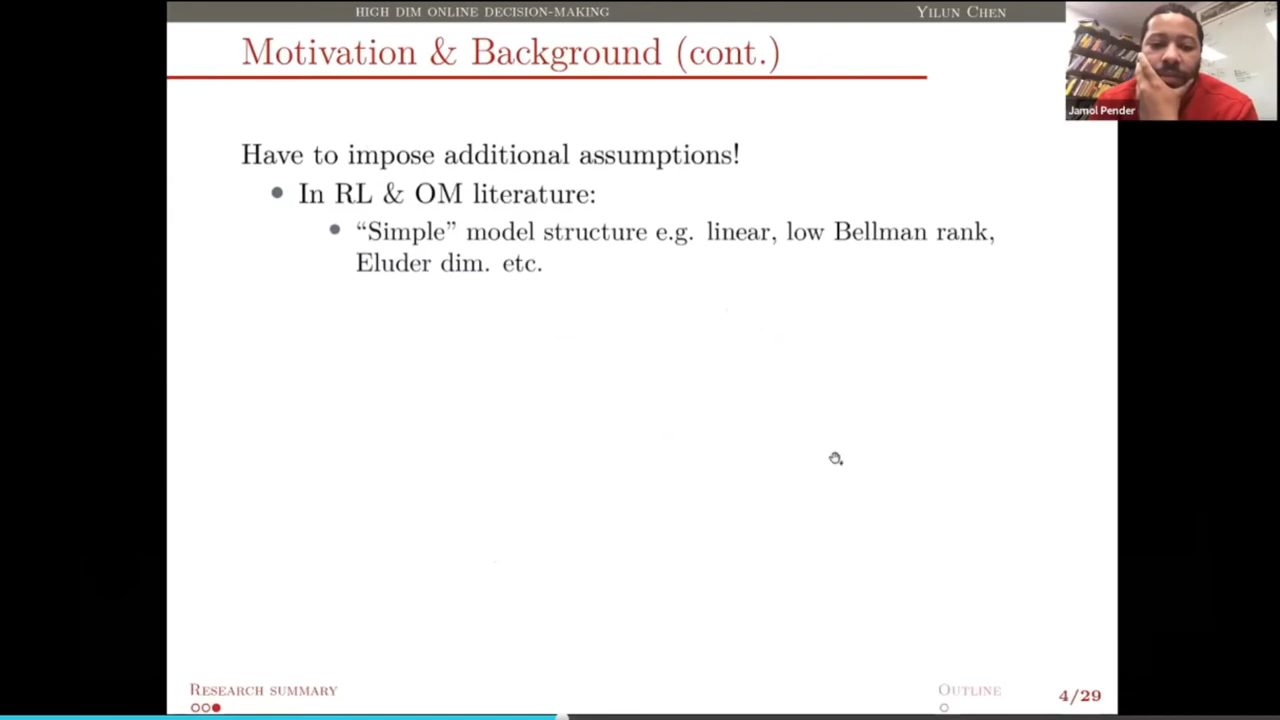 HIGH DIM ONLINE DECISION-MAKING
YILUN CHEN
Motivation & Background (cont.)
Jamol Pender
Have to impose additional assumptions!
• In RL & OM literature:
• “Simple” model structure e.g. linear, low Bellman rank,
Eluder dim. etc.
RESEARCH SUMMARY
OUTLINE
4/29